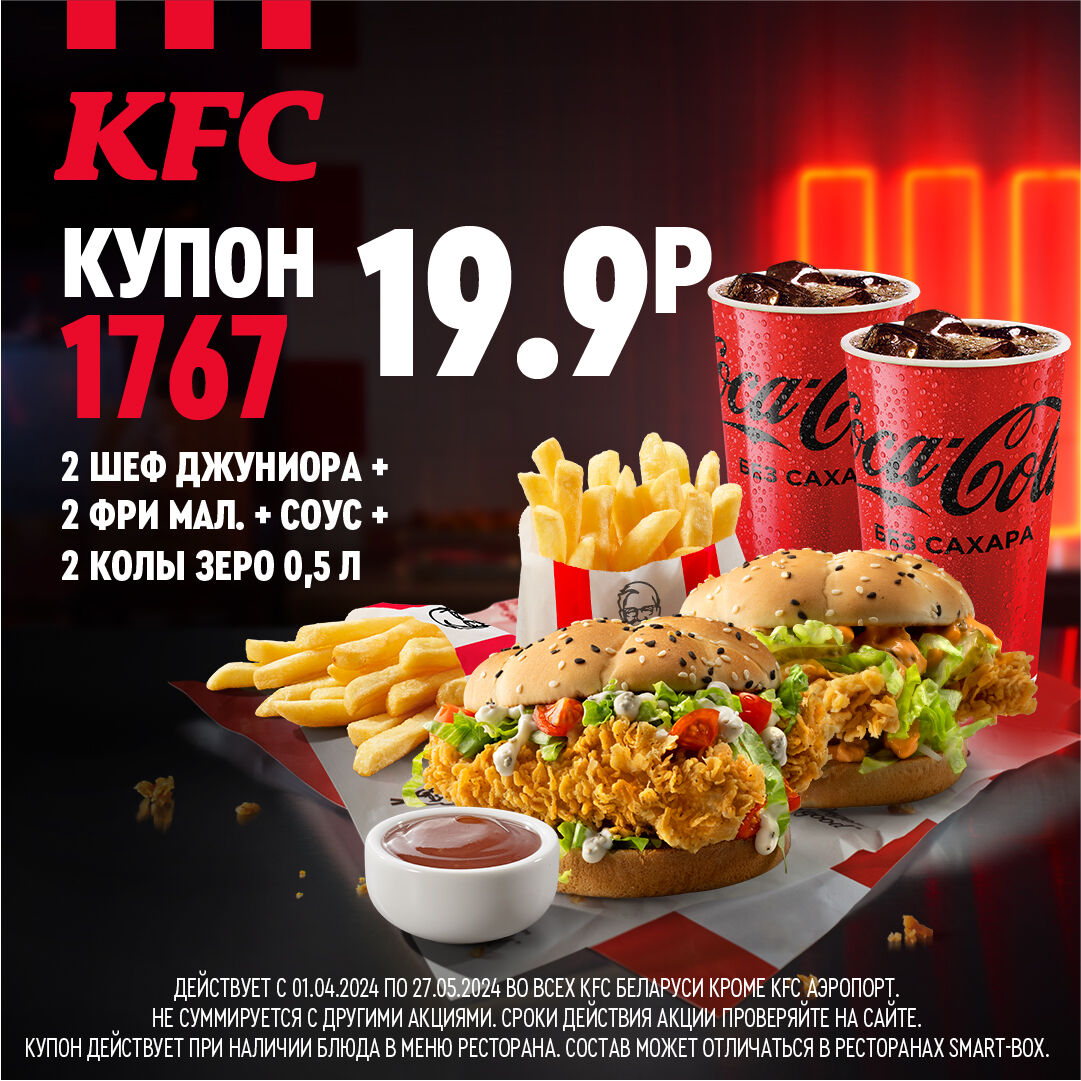 KFC
КУПОН
1767
19.9Р
2 ШЕФ ДЖУНИОРА +
2 ФРИ МАЛ. + СОУС +
2 КОЛЫ ЗЕРО 0,5 Л
Coca-Cola
БЕЗ САХАРА
Coca-Cola
БЕЗ САХАРА
ДЕЙСТВУЕТ С 01.04.2024 ПО 27.05.2024 ВО ВСЕХ KFC БЕЛАРУСИ КРОМЕ KFC АЭРОПОРТ.
НЕ СУММИРУЕТСЯ С ДРУГИМИ АКЦИЯМИ. СРОКИ ДЕЙСТВИЯ АКЦИИ ПРОВЕРЯЙТЕ НА САЙТЕ.
КУПОН ДЕЙСТВУЕТ ПРИ НАЛИЧИИ БЛЮДА В МЕНЮ РЕСТОРАНА. СОСТАВ МОЖЕТ ОТЛИЧАТЬСЯ В РЕСТОРАНАХ SMART-BOX.